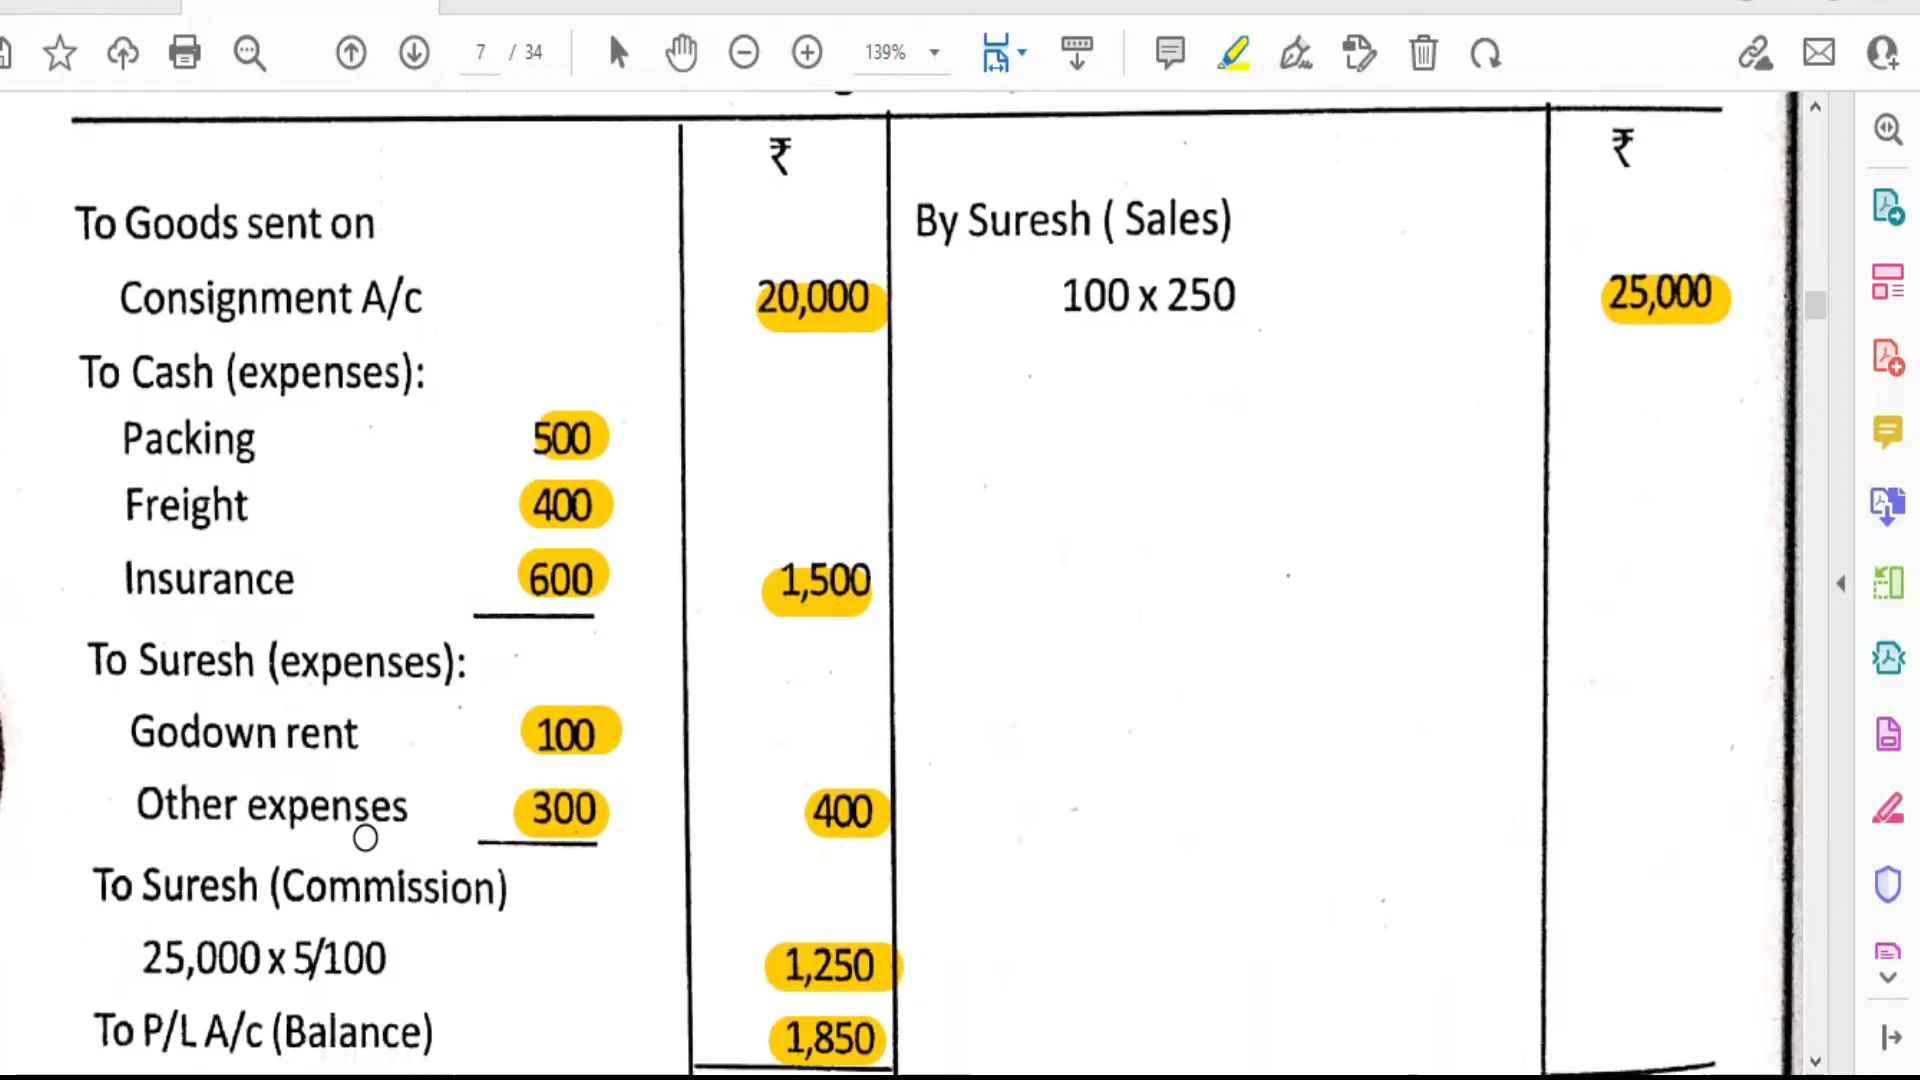 7 / 34
139%
₹ ₹
To Goods sent on By Suresh ( Sales)
Consignment A/c 20,000 100 x 250 25,000
To Cash (expenses):
Packing 500
Freight 400
Insurance 600 1,500
To Suresh (expenses):
Godown rent 100
Other expenses 300 400
To Suresh (Commission)
25,000 x 5/100 1,250
To P/L A/c (Balance) 1,850